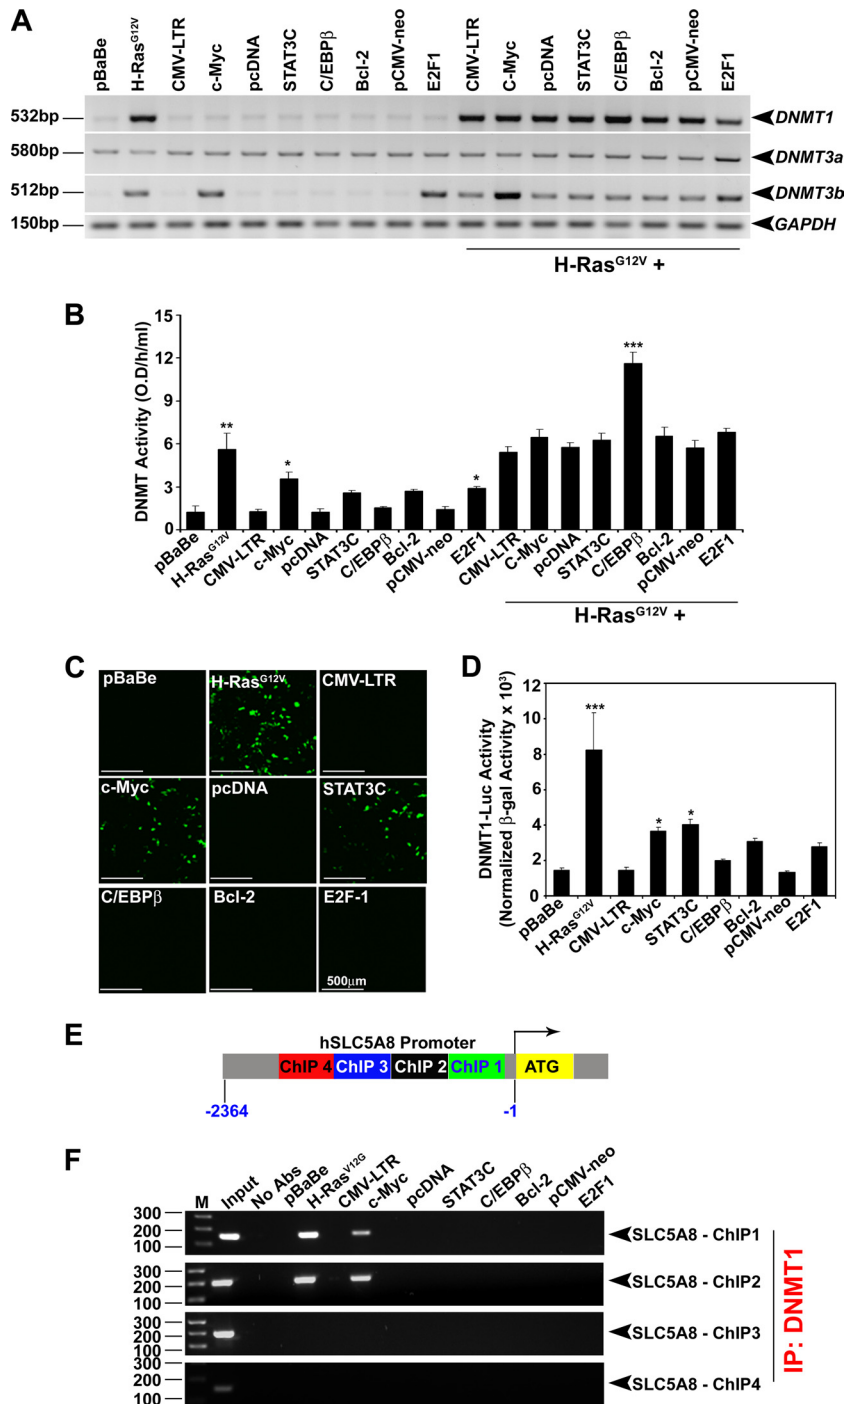 A
pBaBe
H-RasG12V
CMV-LTR
c-Myc
pcDNA
STAT3C
C/EBPβ
Bcl-2
pCMV-neo
E2F1
CMV-LTR
C-Myc
pcDNA
STAT3C
C/EBPβ
Bcl-2
pCMV-neo
E2F1
532bp
DNMT1
580bp
DNMT3a
512bp
DNMT3b
150bp
GAPDH
H-RasG12V +
B
DNMT Activity (O.D/h/ml)
15
12
9
6
3
0
**
*
*
***
pBaBe
H-RasG12V
CMV-LTR
c-Myc
pcDNA
STAT3C
C/EBPβ
Bcl-2
pCMV-neo
E2F1
CMV-LTR
C-Myc
pcDNA
STAT3C
C/EBPβ
Bcl-2
pCMV-neo
E2F1
H-RasG12V +
C
pBaBe
H-RasG12V
CMV-LTR
c-Myc
pcDNA
STAT3C
C/EBPβ
Bcl-2
E2F-1
500μm
D
DNMT1-Luc Activity
(Normalized β-gal Activity x 10³)
12
10
8
6
4
2
0
***
*
*
pBaBe
H-RasG12V
CMV-LTR
c-Myc
STAT3C
C/EBPβ
Bcl-2
pCMV-neo
E2F1
E
hSLC5A8 Promoter
ChIP 4
ChIP 3
ChIP 2
ChIP 1
ATG
-2364
-1
F
M
Input
No Abs
pBaBe
H-RasV12G
CMV-LTR
c-Myc
pcDNA
STAT3C
C/EBPβ
Bcl-2
pCMV-neo
E2F1
300
200
100
SLC5A8 - ChIP1
300
200
100
SLC5A8 - ChIP2
300
200
100
SLC5A8 - ChIP3
300
200
100
SLC5A8 - ChIP4
IP: DNMT1